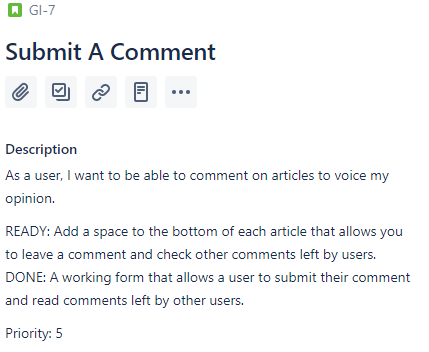 GI-7
Submit A Comment
Description
As a user, I want to be able to comment on articles to voice my
opinion.
READY: Add a space to the bottom of each article that allows you
to leave a comment and check other comments left by users.
DONE: A working form that allows a user to submit their comment
and read comments left by other users.
Priority: 5